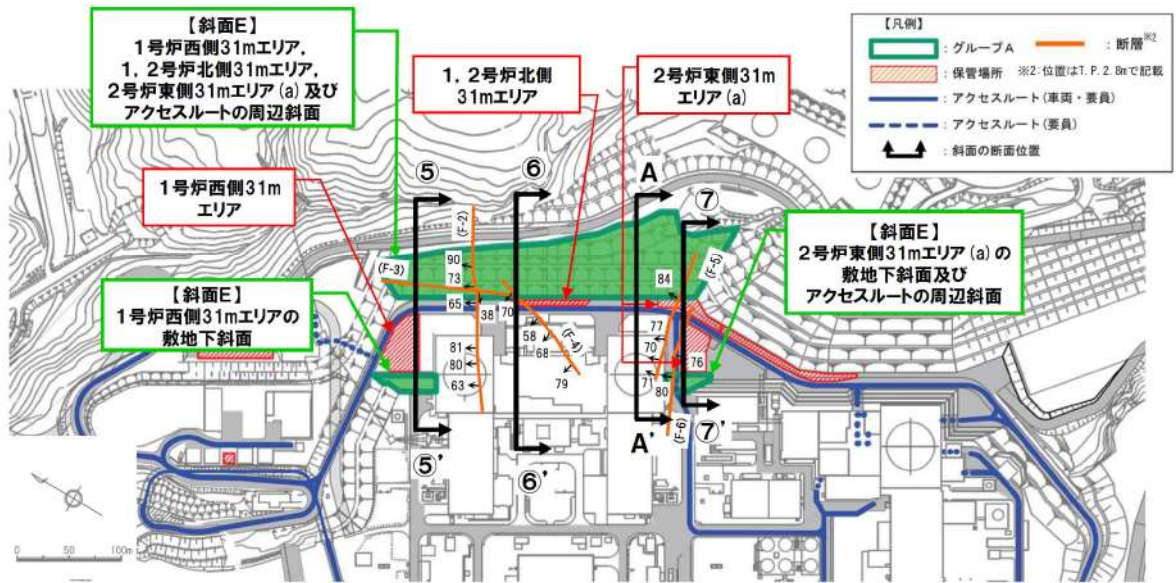 【斜面E】
1号炉西側31mエリア,
1,2号炉北側31mエリア,
2号炉東側31mエリア(a)及び
アクセスルートの周辺斜面
1,2号炉北側
31mエリア
2号炉東側31m
エリア(a)
【凡例】
:グループA
:断層※2
:保管場所
※2:位置はT.P.2.8mで記載
:アクセスルート(車両・要員)
:アクセスルート(要員)
:斜面の断面位置
1号炉西側31m
エリア
【斜面E】
1号炉西側31mエリアの
敷地下斜面
【斜面E】
2号炉東側31mエリア(a)の
敷地下斜面及び
アクセスルートの周辺斜面
⑤
⑥
A
⑦
(F-2)
(F-3)
(F-5)
90
73
65
38
70
84
58
68
(F-4)
79
81
80
63
77
70
71
80
76
(F-6)
⑤'
⑥'
A'
⑦'
0
50
100m